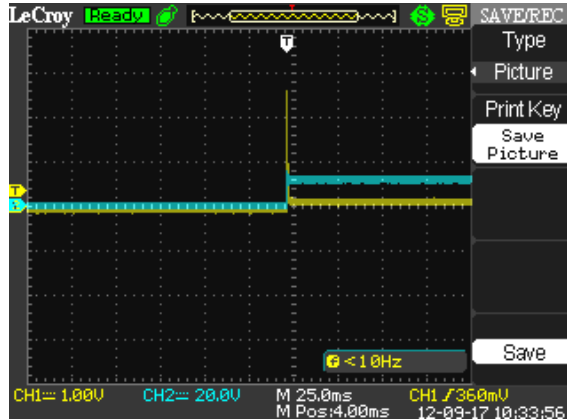 LeCroy Ready S SAVE/REC
T
Type
Picture
Print Key
Save
Picture
T
f <10Hz
Save
CH1 1.00V CH2 20.0V M 25.0ms CH1 360mV
M Pos:4.00ms 12-09-17 10:33:56